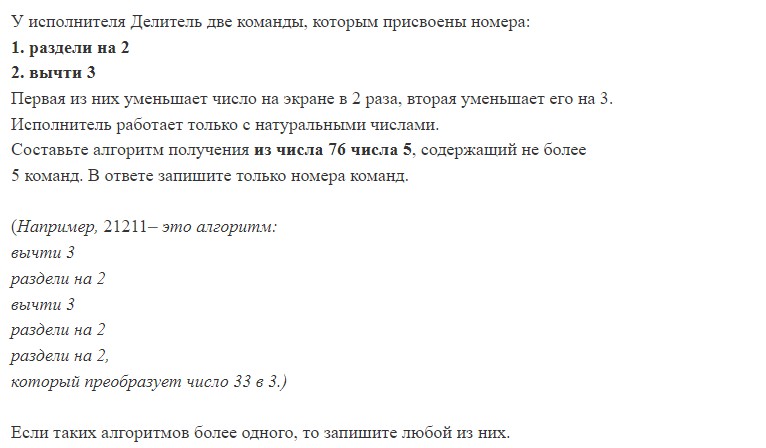 У исполнителя Делитель две команды, которым присвоены номера:
1. раздели на 2
2. вычти 3
Первая из них уменьшает число на экране в 2 раза, вторая уменьшает его на 3.
Исполнитель работает только с натуральными числами.
Составьте алгоритм получения из числа 76 числа 5, содержащий не более
5 команд. В ответе запишите только номера команд.
(Например, 21211– это алгоритм:
вычти 3
раздели на 2
вычти 3
раздели на 2
раздели на 2,
который преобразует число 33 в 3.)
Если таких алгоритмов более одного, то запишите любой из них.